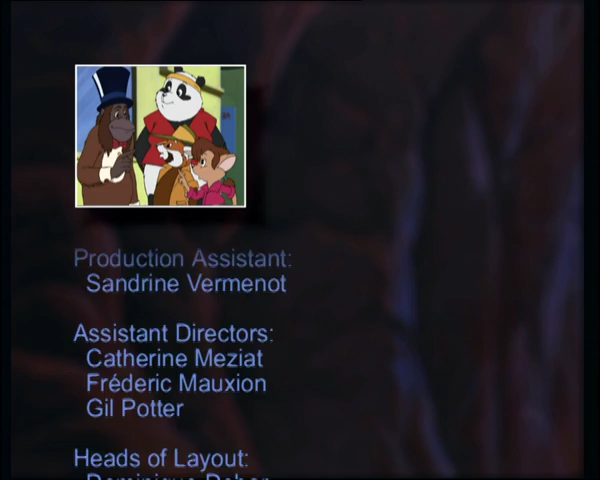 Production Assistant:
Sandrine Vermenot
Assistant Directors:
Catherine Meziat
Fréderic Mauxion
Gil Potter
Heads of Layout: